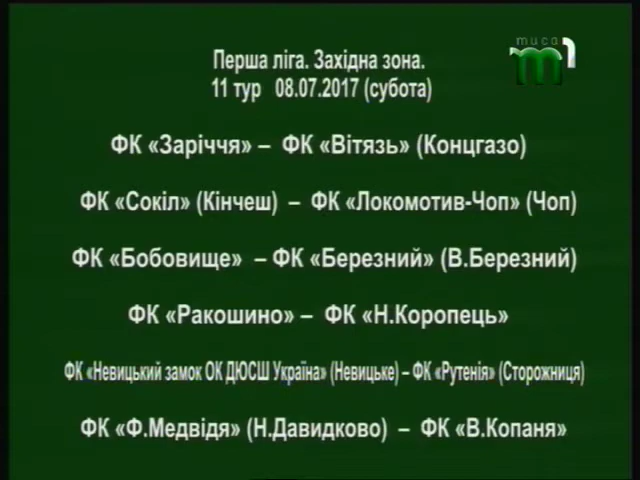 тиса 1
Перша ліга. Західна зона.
11 тур 08.07.2017 (субота)
ФК «Заріччя» – ФК «Вітязь» (Концгазо)
ФК «Сокіл» (Кінчеш) – ФК «Локомотив-Чоп» (Чоп)
ФК «Бобовище» – ФК «Березний» (В.Березний)
ФК «Ракошино» – ФК «Н.Коропець»
ФК «Невицький замок ОК ДЮСШ Україна» (Невицьке) – ФК «Рутенія» (Сторожниця)
ФК «Ф.Медвідя» (Н.Давидково) – ФК «В.Копаня»